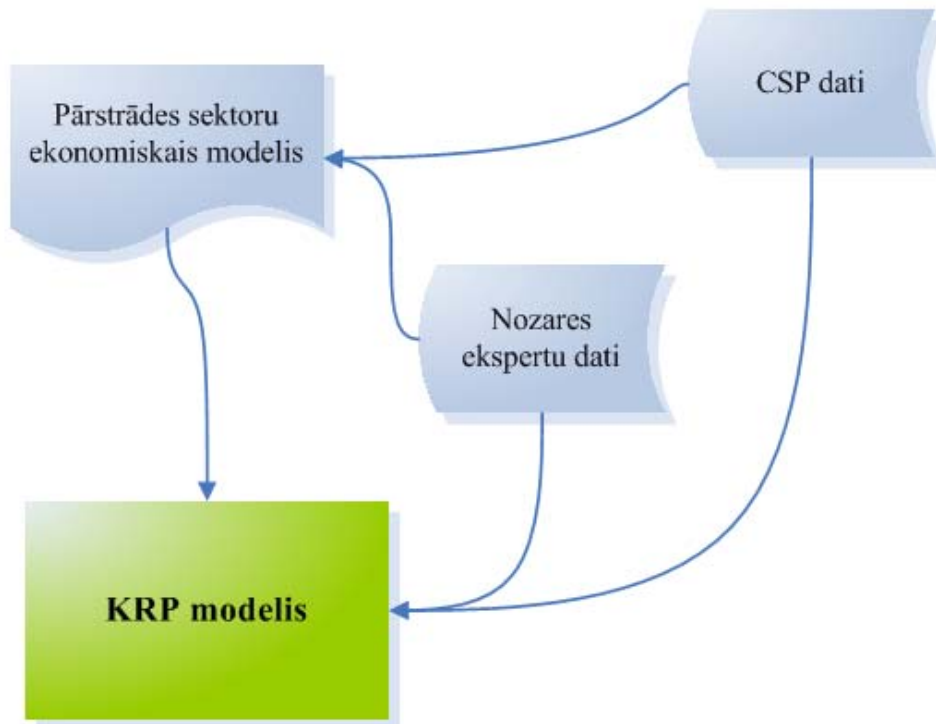 Pārstrādes sektoru
ekonomiskais modelis
CSP dati
Nozares
ekspertu dati
KRP modelis